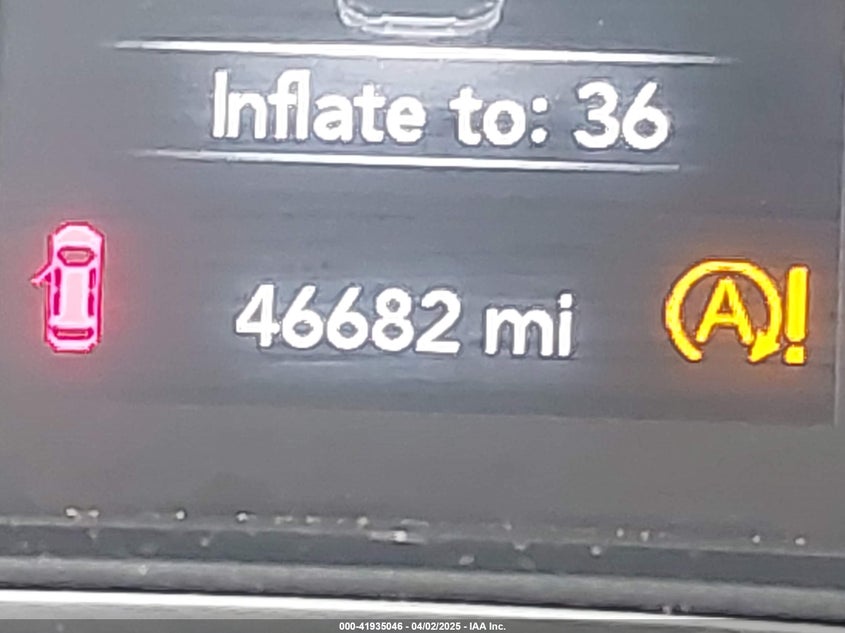 Inflate to: 36
46682 mi
A!
000-41935046 - 04/02/2025 - IAA Inc.